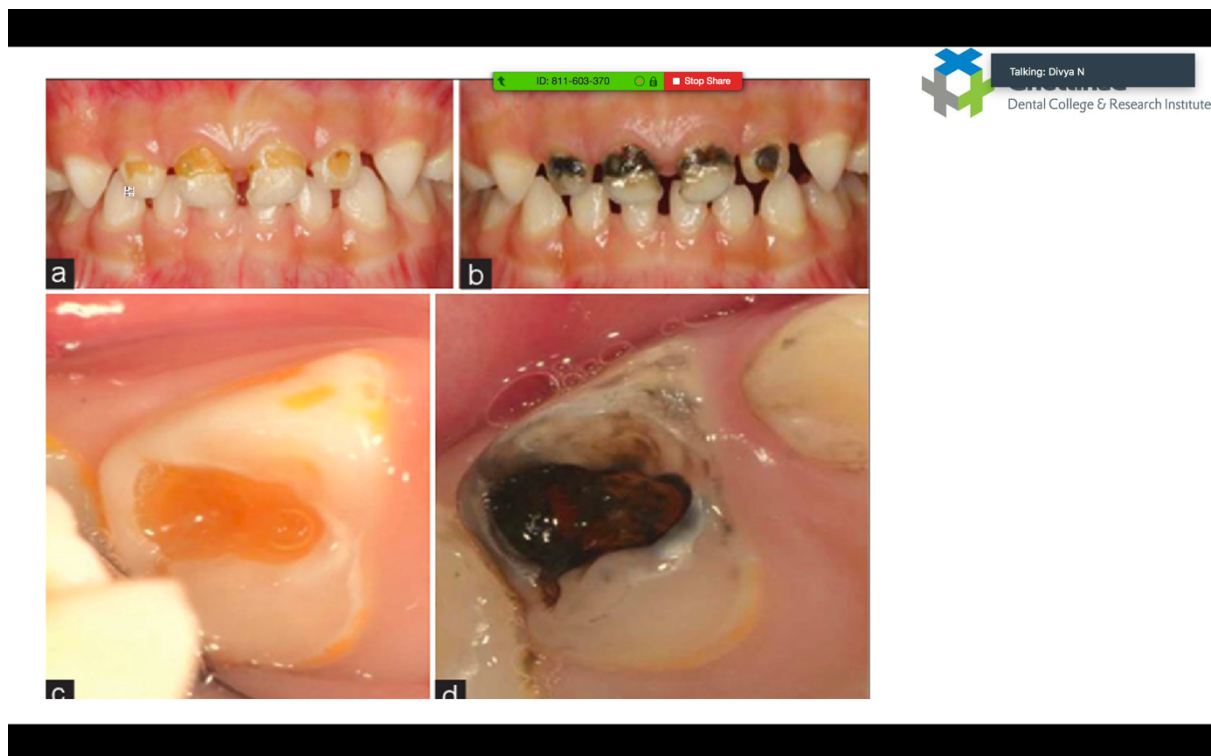 ID: 811-603-370
Stop Share
Talking: Divya N
Dental College & Research Institute
a
b
c
d